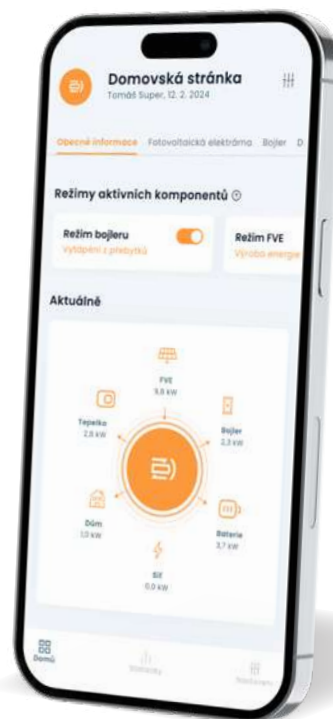 Domovská stránka
Tomáš Super, 12. 2. 2024
Obecné informace Fotovoltaická elektrárna Bojler D
Režimy aktivních komponentů
Režim bojleru
Vytápění z přebytků
Režim FVE
Výroba energie
Aktuálně
FVE
9,8 kW
Tepelko
2,8 kW
Bojler
2,3 kW
Dům
1,0 kW
Baterie
3,7 kW
Síť
0,0 kW
Domů
Statistiky
Nastavení